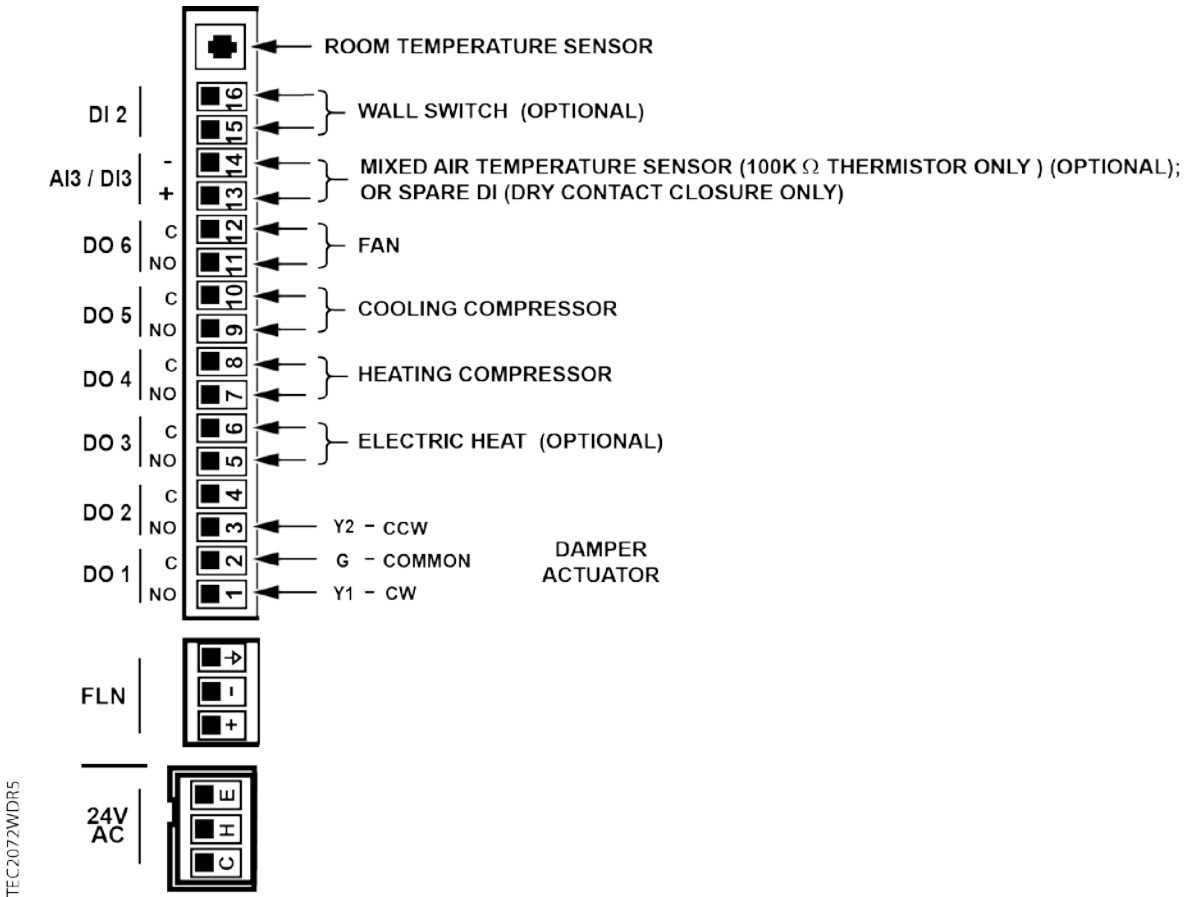 ROOM TEMPERATURE SENSOR
DI 2
16
15
WALL SWITCH (OPTIONAL)
AI3 / DI3
-
+
14
13
MIXED AIR TEMPERATURE SENSOR (100K Ω THERMISTOR ONLY ) (OPTIONAL);
OR SPARE DI (DRY CONTACT CLOSURE ONLY)
DO 6
C
NO
12
11
FAN
DO 5
C
NO
10
9
COOLING COMPRESSOR
DO 4
C
NO
8
7
HEATING COMPRESSOR
DO 3
C
NO
6
5
ELECTRIC HEAT (OPTIONAL)
DO 2
C
NO
4
3
Y2 - CCW
DO 1
C
NO
2
1
G - COMMON
Y1 - CW
DAMPER
ACTUATOR
FLN
-
+
24V
AC
E
H
C
TEC2072WDR5